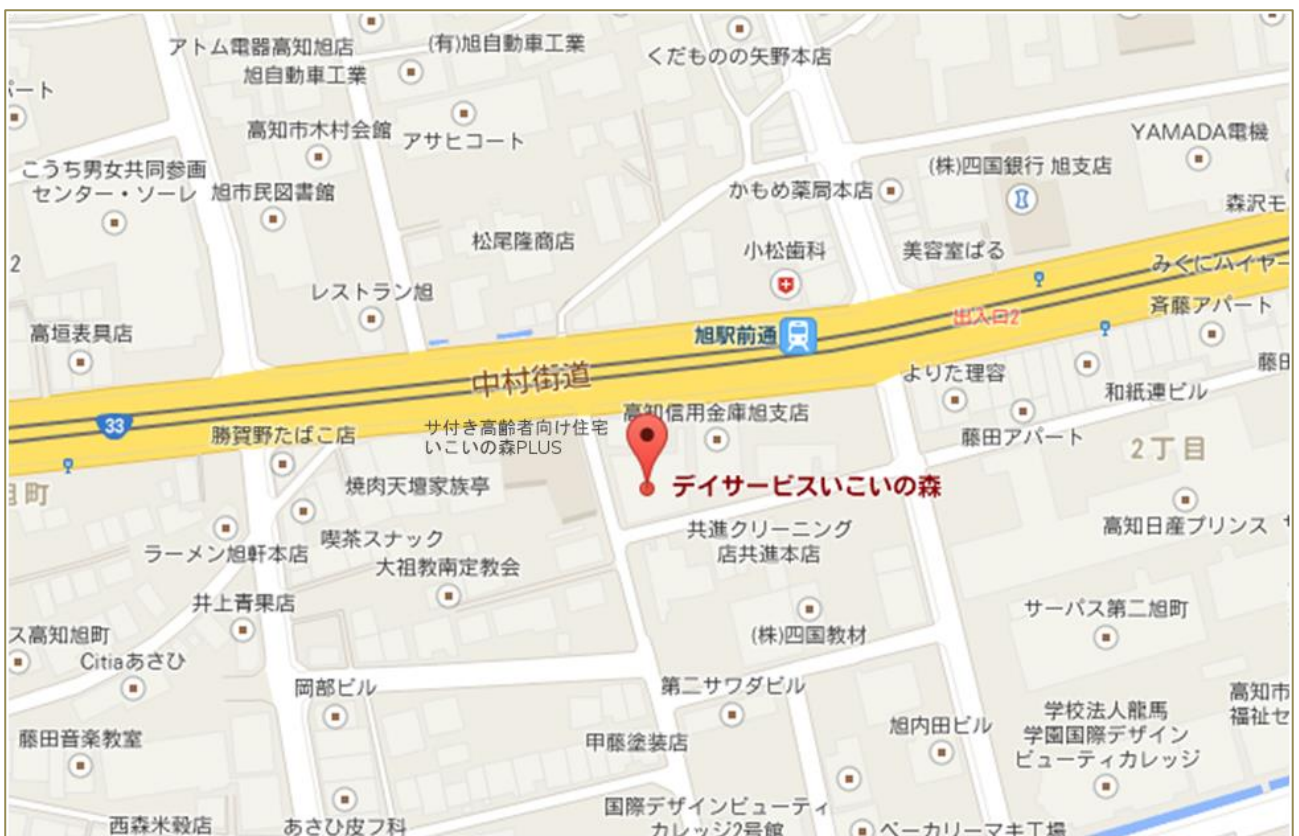 アトム電器高知旭店
(有)旭自動車工業
くだものの矢野本店
旭自動車工業
パート
高知市木村会館
アサヒコート
YAMADA電機
こうち男女共同参画
センター・ソーレ
旭市民図書館
かもめ薬局本店
(株)四国銀行 旭支店
森沢モ
松尾隆商店
小松歯科
美容室ぱる
2
みくにハイヤー
レストラン旭
斉藤アパート
高垣表具店
旭駅前通
出入口2
中村街道
よりた理容
藤田
和紙連ビル
33
勝賀野たばこ店
サ付き高齢者向け住宅
いこいの森PLUS
高知信用金庫旭支店
藤田アパート
2丁目
旭町
焼肉天壇家族亭
デイサービスいこいの森
ラーメン旭軒本店
喫茶スナック
共進クリーニング
店共進本店
高知日産プリンス
大祖教南定教会
井上青果店
サーパス第二旭町
ス高知旭町
(株)四国教材
Citiaあさひ
岡部ビル
第二サワダビル
高知市
福祉セ
藤田音楽教室
甲藤塗装店
旭内田ビル
学校法人龍馬
学園国際デザイン
ビューティカレッジ
西森米穀店
あさひ皮フ科
国際デザインビューティ
カレッジ2号館
ベーカリーマキ工場